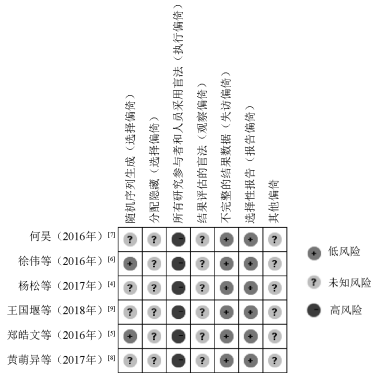 随机序列生成（选择偏倚）
分配隐藏（选择偏倚）
所有研究参与者和人员采用盲法（执行偏倚）
结果评估的盲法（观察偏倚）
不完整的结果数据（失访偏倚）
选择性报告（报告偏倚）
其他偏倚
何昊（2016年）[7] ? ? − ? + + ?
徐伟等（2016年）[6] + ? − ? + + ?
杨松等（2017年）[4] ? ? − ? + + ?
王国堰等（2018年）[9] ? ? − ? + + ?
郑皓文等（2016年）[5] + ? − ? + + ?
黄萌异等（2017年）[8] ? ? − ? + + ?
+ 低风险
? 未知风险
− 高风险